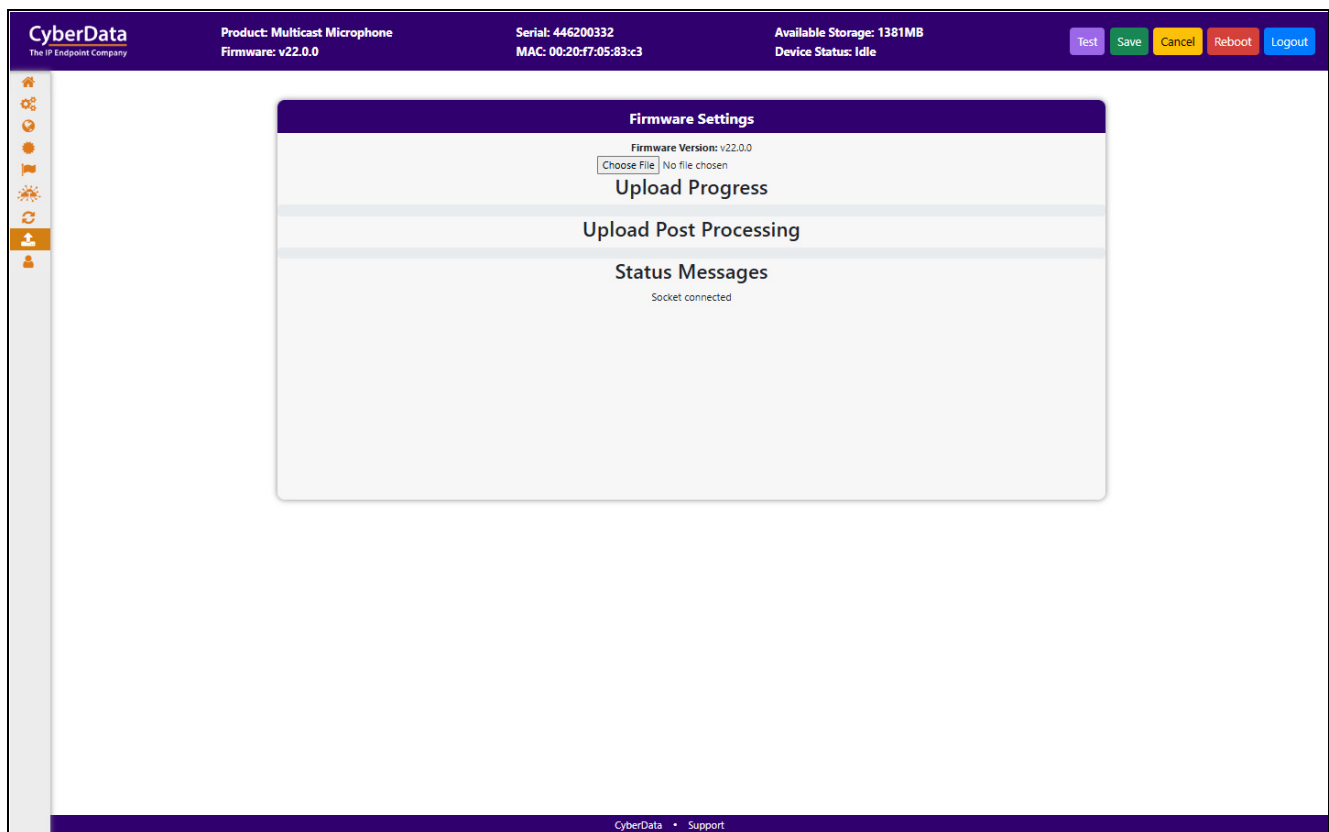 CyberData
The IP Endpoint Company
Product: Multicast Microphone
Firmware: v22.0.0
Serial: 446200332
MAC: 00:20:f7:05:83:c3
Available Storage: 1381MB
Device Status: Idle
Test Save Cancel Reboot Logout
Firmware Settings
Firmware Version: v22.0.0
Choose File No file chosen
Upload Progress
Upload Post Processing
Status Messages
Socket connected
CyberData • Support